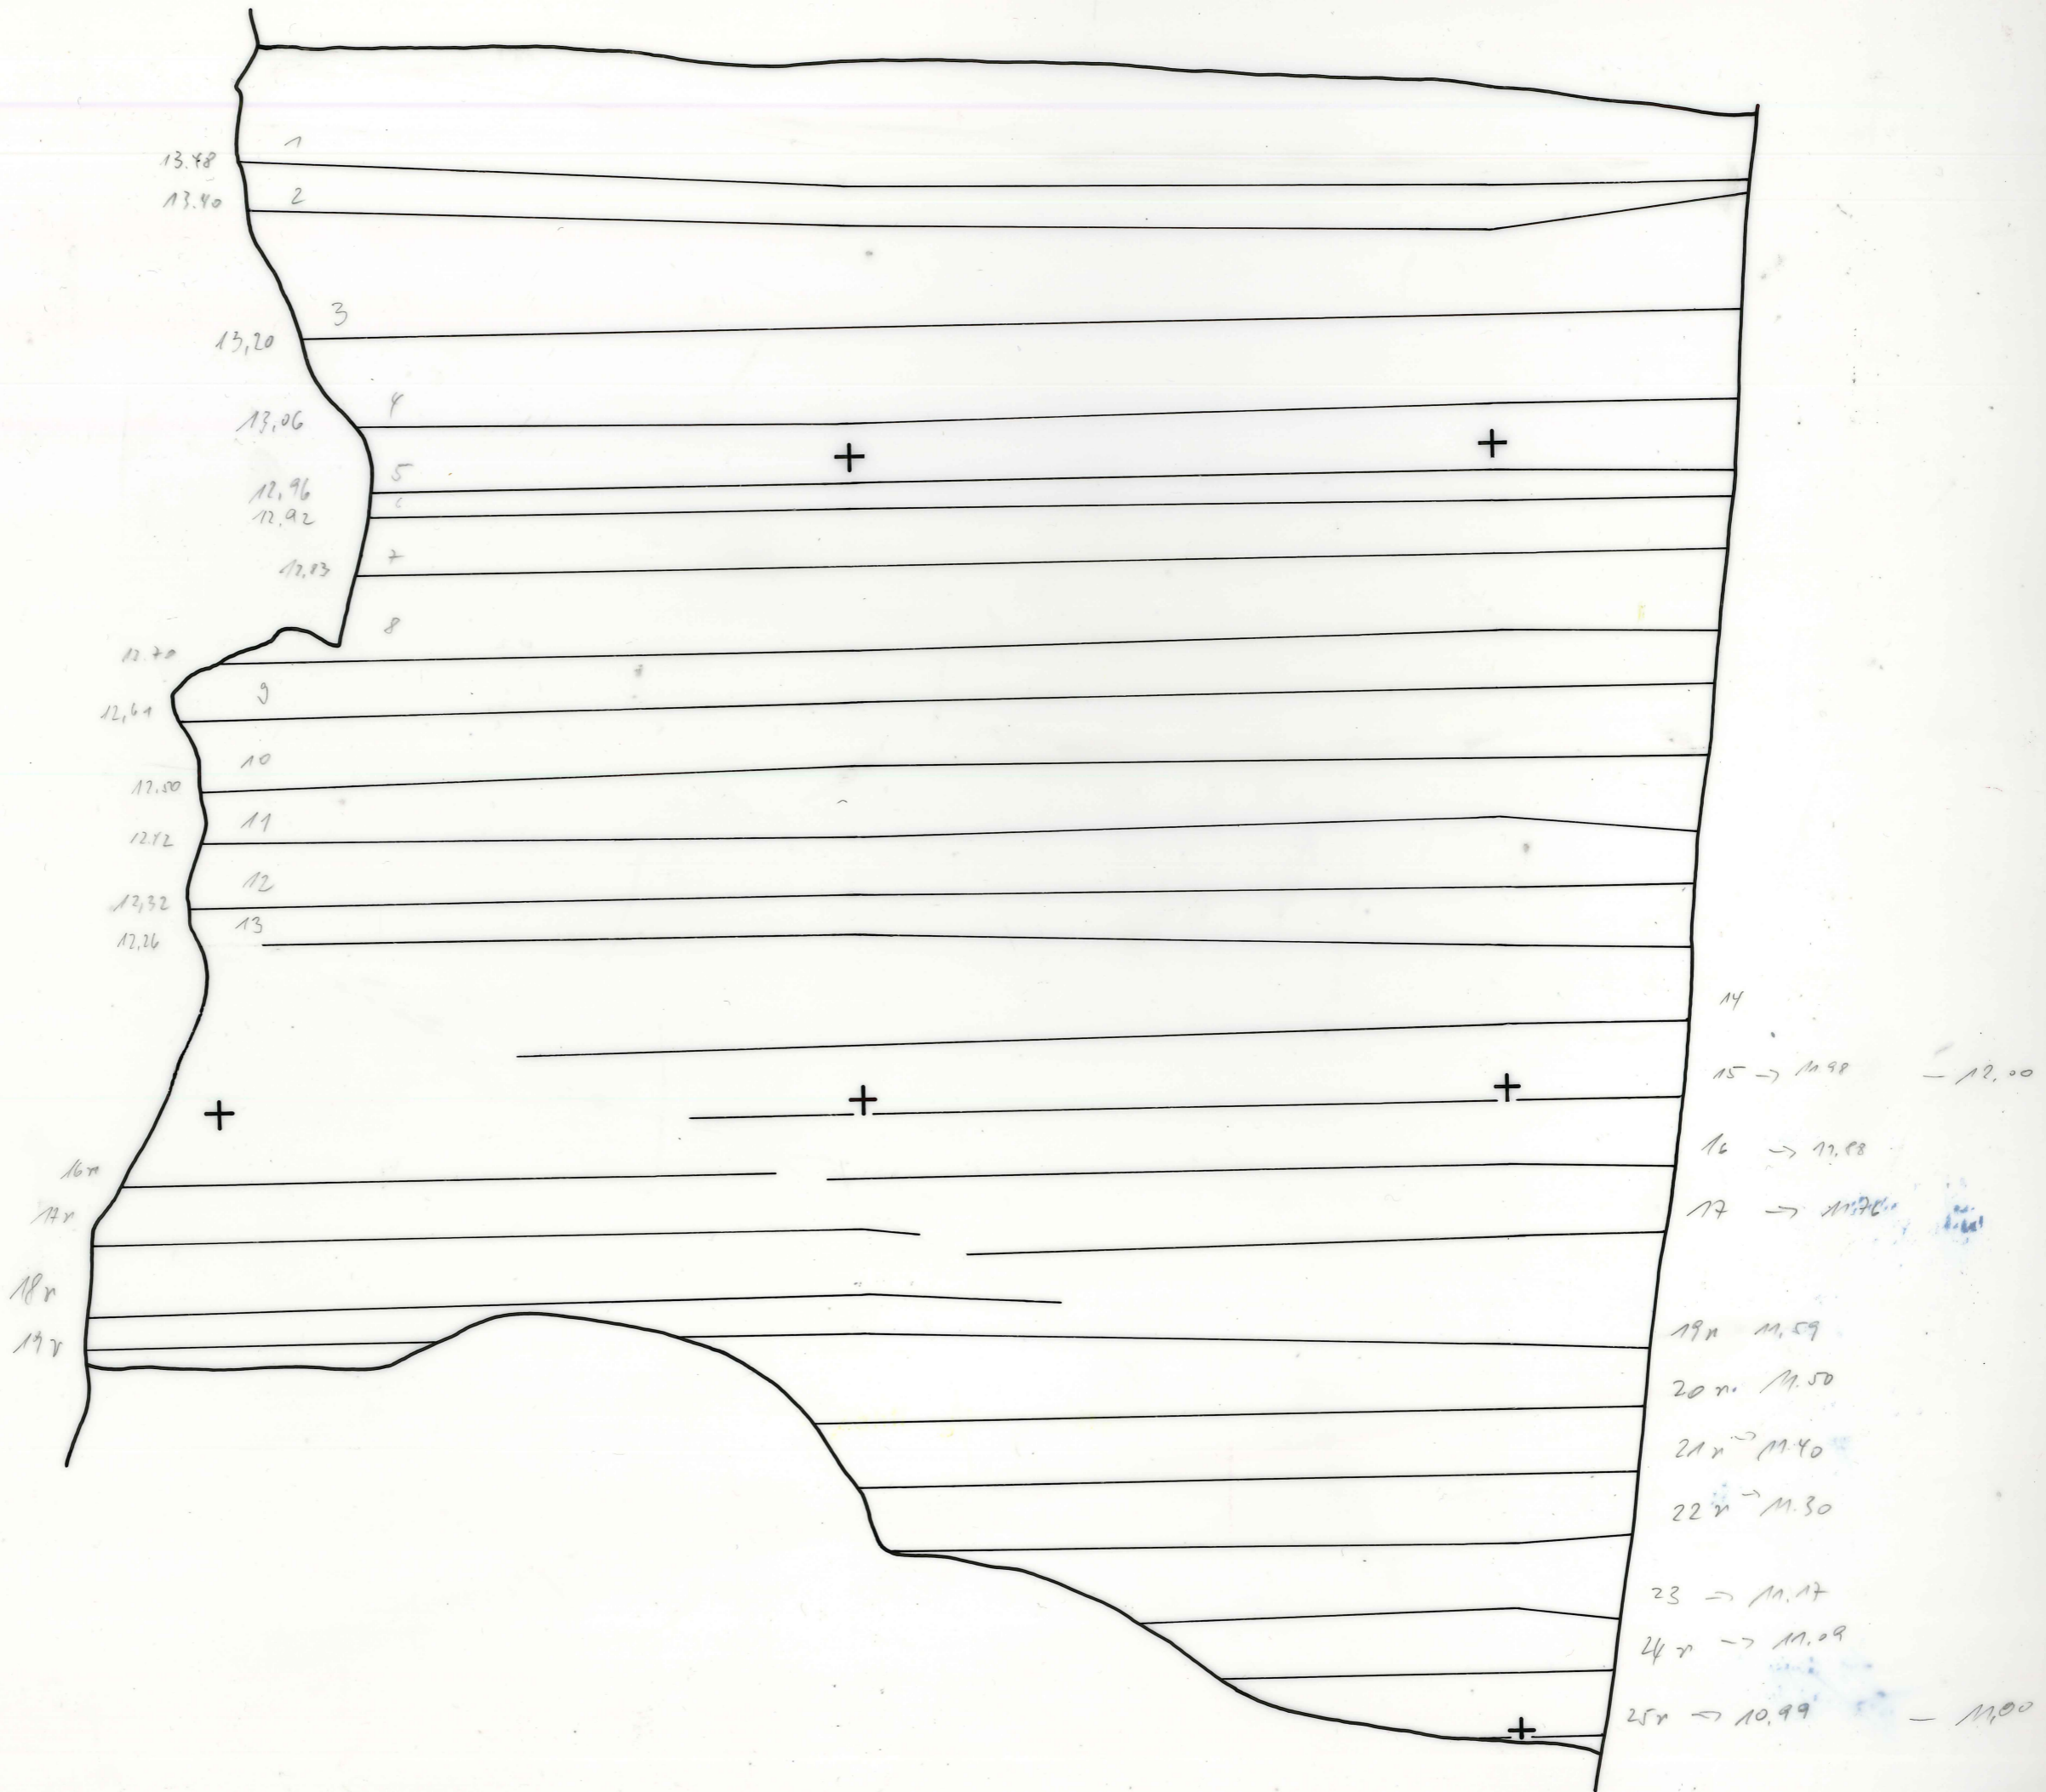 1
13.48
2
13.40
3
13,20
4
13,06
5
12,96
6
12.92
7
12,83
8
12.70
9
12,61
10
12.50
11
12.42
12
12,32
13
12,26
14
15 → 11.98 — 12,00
16r
16 → 11.88
17r
17 → 11.76
18r
19r
19r 11,59
20r. 11.50
21r → 11.40
22r → 11.30
23 → 11.17
24r → 11.09
25r → 10.99 — 11,00